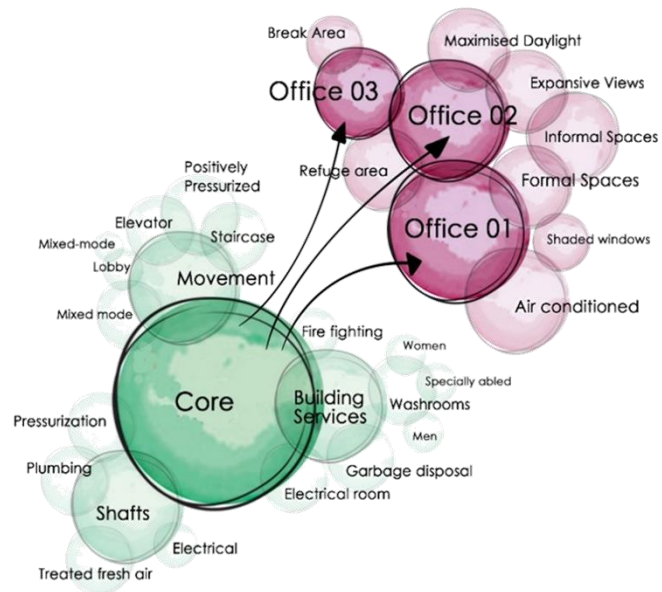 Break Area
Maximised Daylight
Office 03
Office 02
Expansive Views
Informal Spaces
Refuge area
Formal Spaces
Office 01
Shaded windows
Air conditioned
Positively
Pressurized
Elevator
Staircase
Mixed-mode
Lobby
Movement
Mixed mode
Fire fighting
Core
Building
Services
Women
Specially abled
Washrooms
Men
Garbage disposal
Electrical room
Pressurization
Plumbing
Shafts
Electrical
Treated fresh air